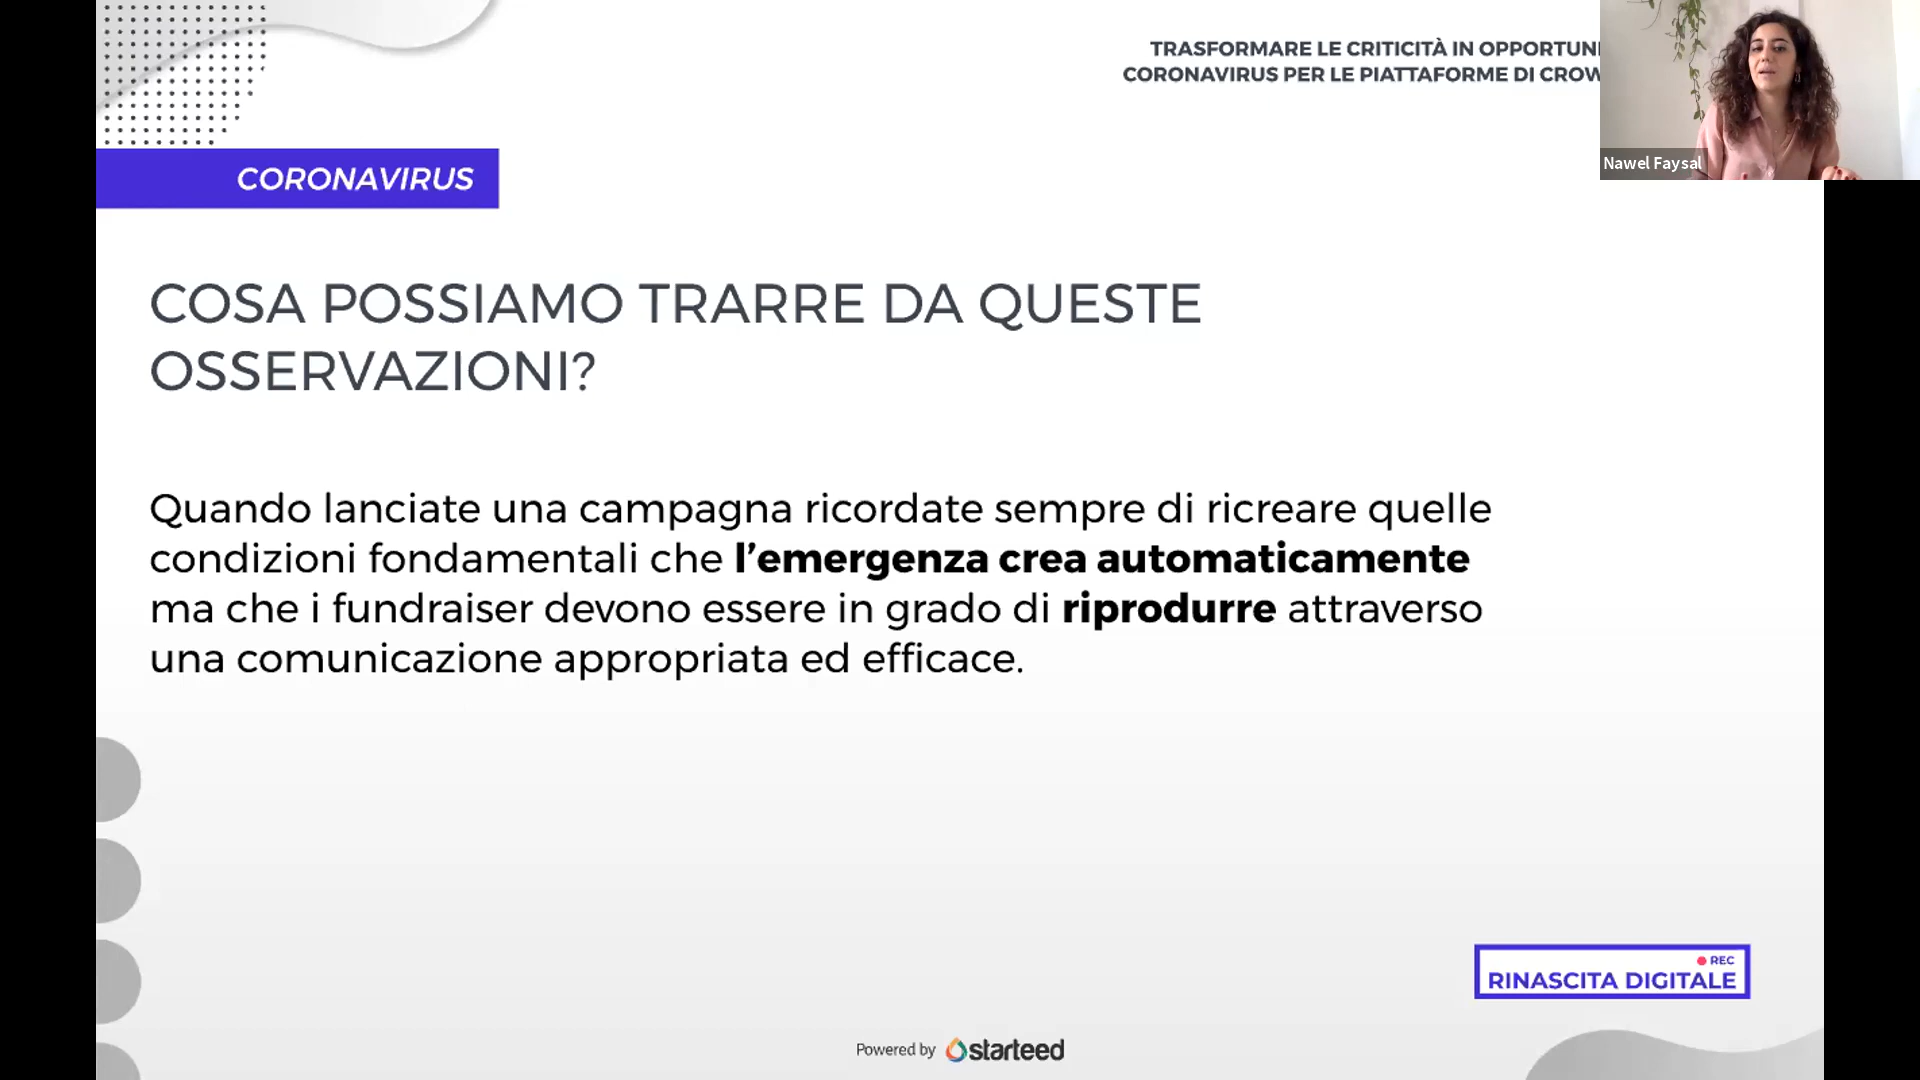 TRASFORMARE LE CRITICITÀ IN
CORONAVIRUS PER LE PIATTAFORME DI
Nawel Faysal
CORONAVIRUS
COSA POSSIAMO TRARRE DA QUESTE
OSSERVAZIONI?
Quando lanciate una campagna ricordate sempre di ricreare quelle
condizioni fondamentali che l’emergenza crea automaticamente
ma che i fundraiser devono essere in grado di riprodurre attraverso
una comunicazione appropriata ed efficace.
REC
RINASCITA DIGITALE
Powered by starteed